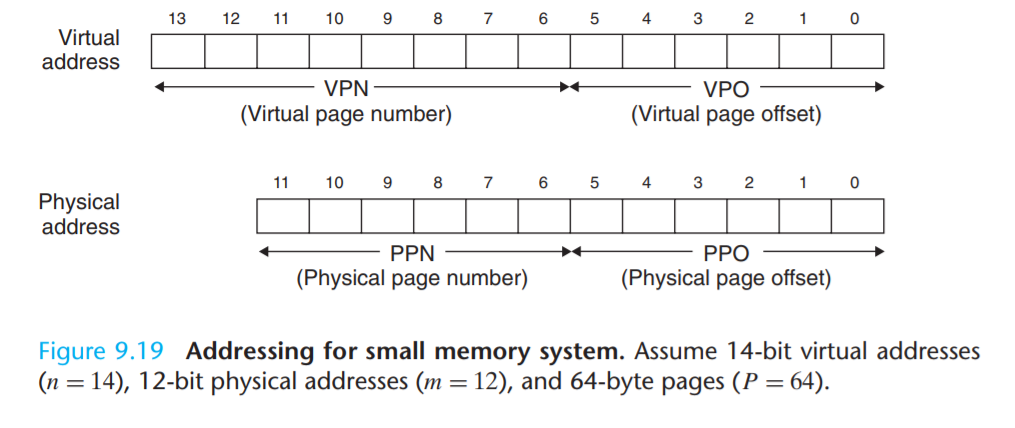 13 12 11 10 9 8 7 6 5 4 3 2 1 0
Virtual
address
VPN
(Virtual page number)
VPO
(Virtual page offset)
11 10 9 8 7 6 5 4 3 2 1 0
Physical
address
PPN
(Physical page number)
PPO
(Physical page offset)
Figure 9.19 Addressing for small memory system. Assume 14-bit virtual addresses
(n = 14), 12-bit physical addresses (m = 12), and 64-byte pages (P = 64).